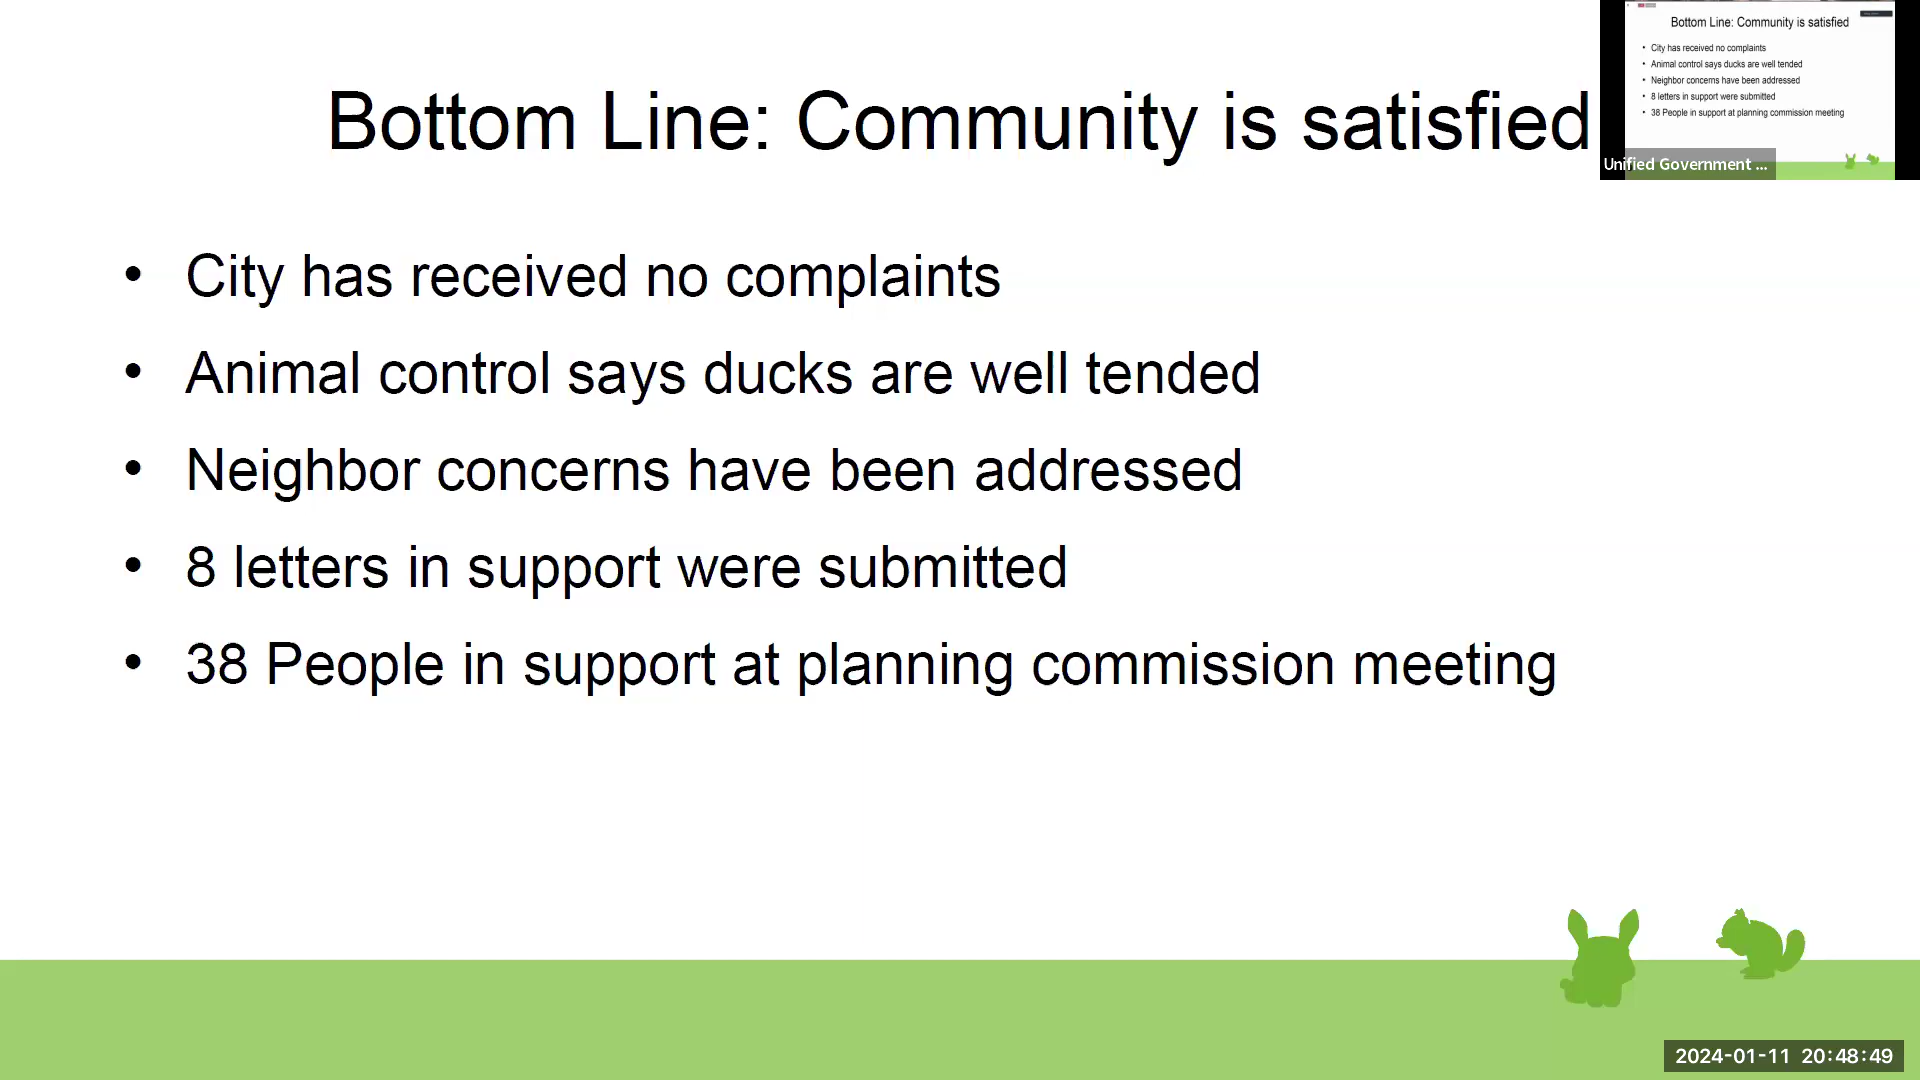 Bottom Line: Community is satisfied
• City has received no complaints
• Animal control says ducks are well tended
• Neighbor concerns have been addressed
• 8 letters in support were submitted
• 38 People in support at planning commission meeting
Bottom Line: Community is satisfied
• City has received no complaints
• Animal control says ducks are well tended
• Neighbor concerns have been addressed
• 8 letters in support were submitted
• 38 People in support at planning commission meeting
Unified Government ...
2024-01-11 20:48:49